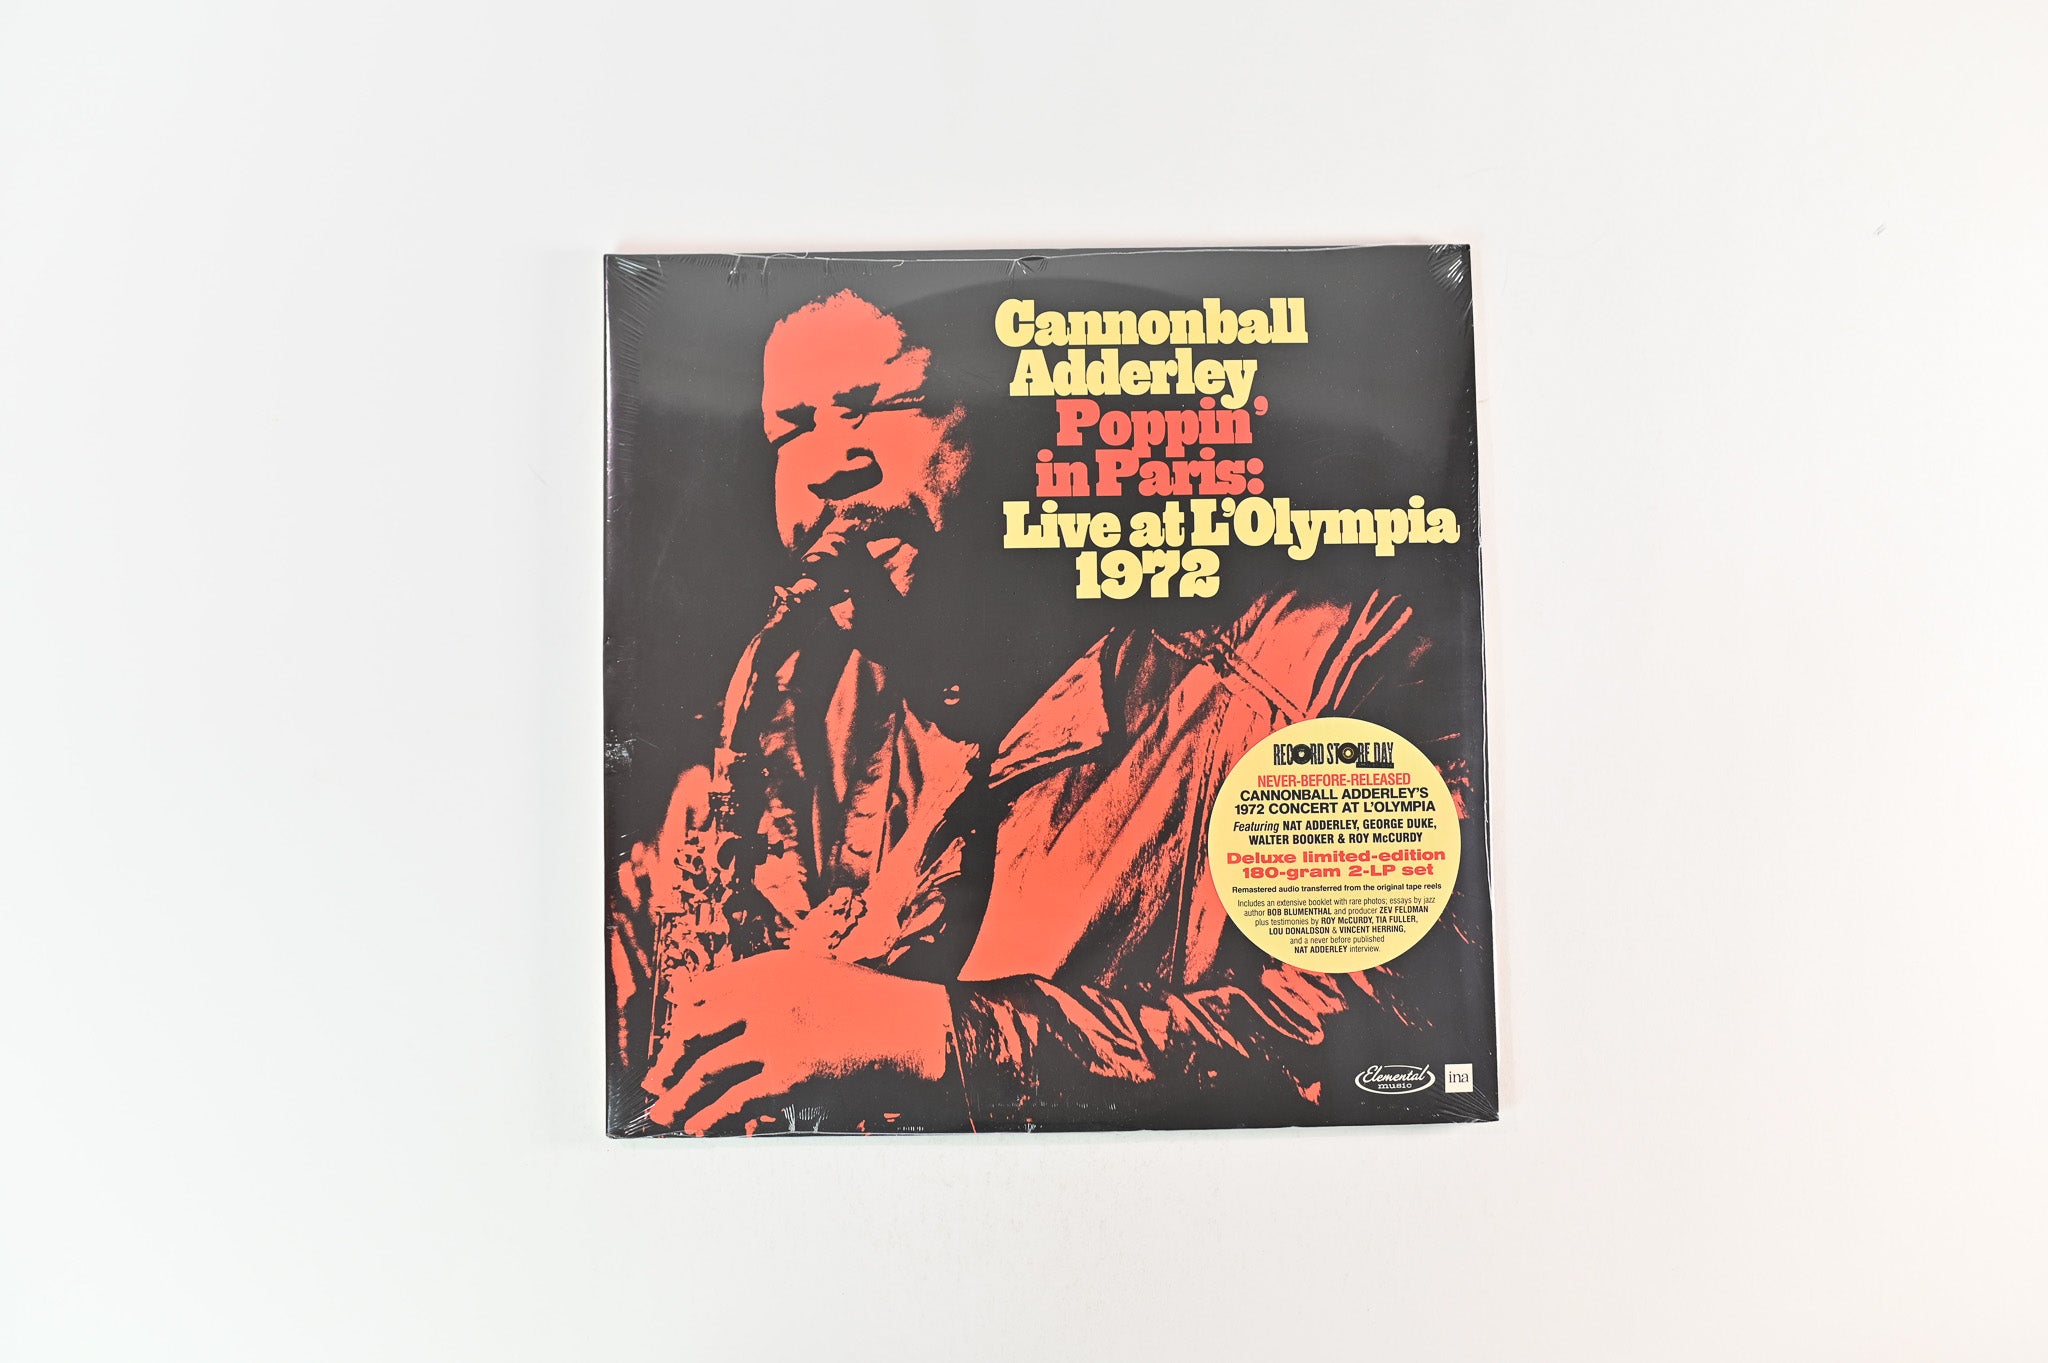 Cannonball
Adderley
Poppin'
in Paris:
Live at L'Olympia
1972
RECORD STORE DAY
NEVER-BEFORE-RELEASED
CANNONBALL ADDERLEY'S
1972 CONCERT AT L'OLYMPIA
Featuring NAT ADDERLEY, GEORGE DUKE,
WALTER BOOKER & ROY McCURDY
Deluxe limited-edition
180-gram 2-LP set
Remastered audio transferred from the original tape reels
Includes an extensive booklet with rare photos; essays by jazz
author BOB BLUMENTHAL and producer ZEV FELDMAN
plus testimonies by ROY McCURDY, TIA FULLER,
LOU DONALDSON & VINCENT HERRING,
and a never before published
NAT ADDERLEY interview.
Elemental
music
ina